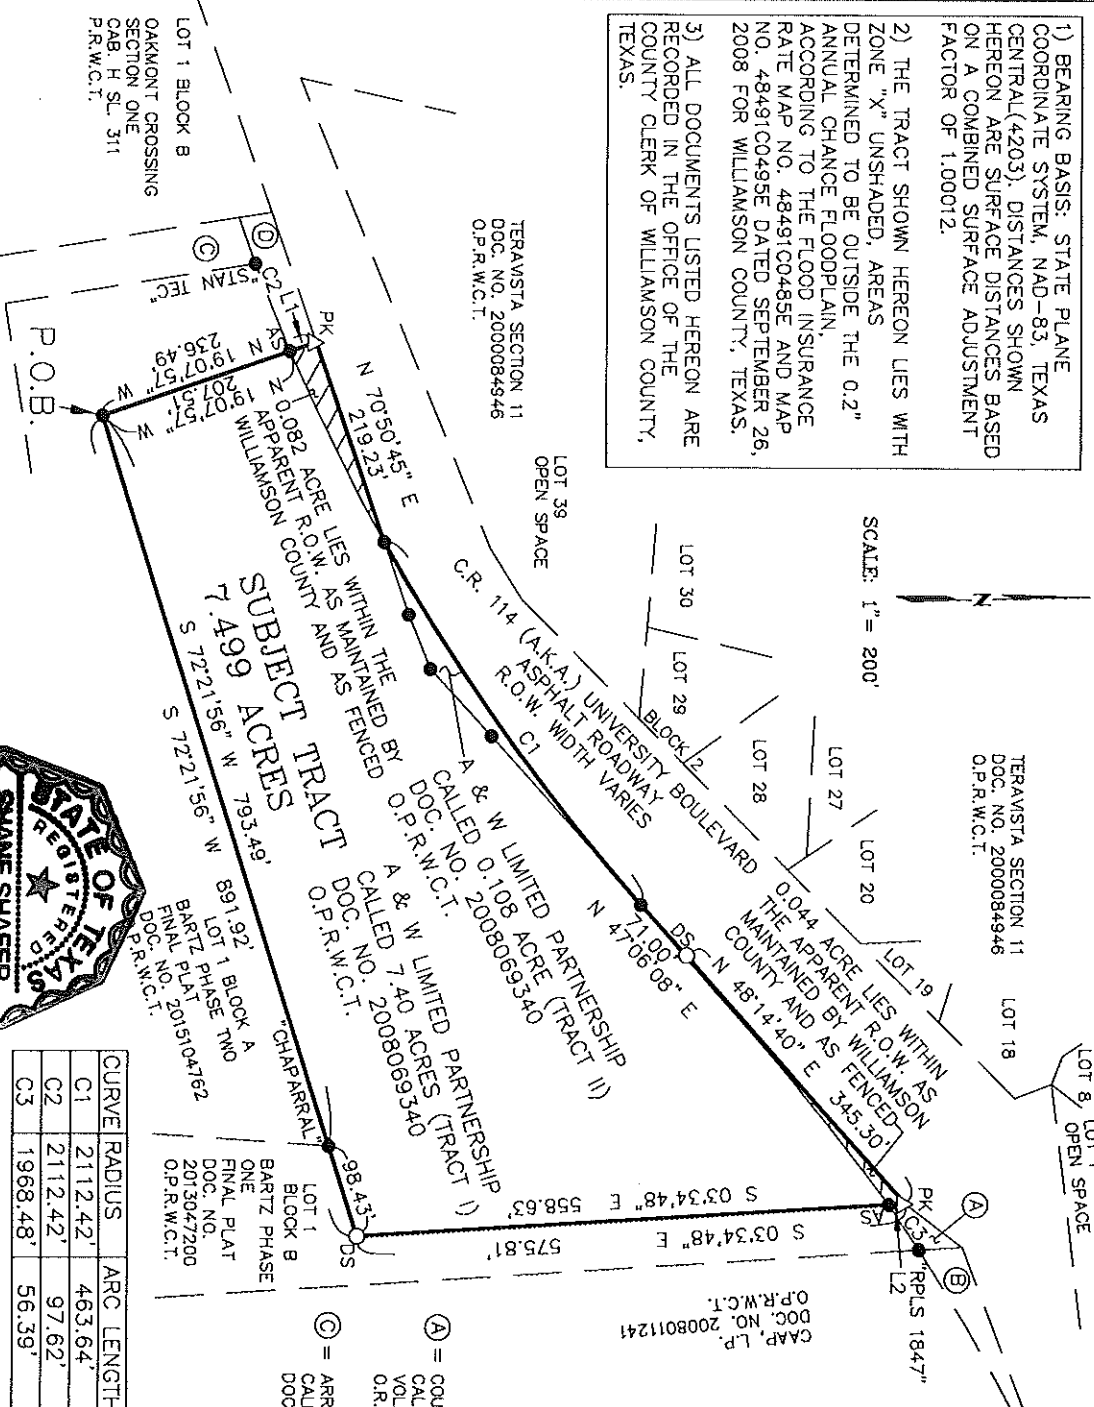 1) BEARING BASIS: STATE PLANE
COORDINATE SYSTEM, NAD-83, TEXAS
CENTRAL(4203). DISTANCES SHOWN
HEREON ARE SURFACE DISTANCES BASED
ON A COMBINED SURFACE ADJUSTMENT
FACTOR OF 1.00012.
2) THE TRACT SHOWN HEREON LIES WITH
ZONE "X" UNSHADED, AREAS
DETERMINED TO BE OUTSIDE THE 0.2"
ANNUAL CHANCE FLOODPLAIN,
ACCORDING TO THE FLOOD INSURANCE
RATE MAP NO. 48491C0485E AND MAP
NO. 48491C0495E DATED SEPTEMBER 26,
2008 FOR WILLIAMSON COUNTY, TEXAS.
3) ALL DOCUMENTS LISTED HEREON ARE
RECORDED IN THE OFFICE OF THE
COUNTY CLERK OF WILLIAMSON COUNTY,
TEXAS.
SCALE: 1"= 200'
N
TERAVISTA SECTION 11
DOC. NO. 2000084946
O.P.R.W.C.T.
LOT 18
LOT 8,
OPEN SPACE
LOT 19
LOT 20
LOT 27
LOT 28
BLOCK 2
LOT 29
LOT 30
LOT 39
OPEN SPACE
TERAVISTA SECTION 11
DOC. NO. 2000084946
O.P.R.W.C.T.
LOT 1 BLOCK B
OAKMONT CROSSING
SECTION ONE
CAB. H SL. 311
P.R.W.C.T.
C.R. 114 (A.K.A.) UNIVERSITY BOULEVARD
ASPHALT ROADWAY
R.O.W. WIDTH VARIES
0.044 ACRE LIES WITHIN
THE APPARENT R.O.W. AS
MAINTAINED BY WILLIAMSON
COUNTY AND AS FENCED
N 48°14'40" E 345.30'
DS
71.00'
N 47°06'08" E
C1
N 70°50'45" E
219.23'
PK
L1
C2
AS
D
C
"STAN TEC"
N 19°07'57" W
236.49'
N 19°07'57" W
207.51'
P.O.B.
0.082 ACRE LIES WITHIN THE
APPARENT R.O.W. AS MAINTAINED BY
WILLIAMSON COUNTY AND AS FENCED
SUBJECT TRACT
7.499 ACRES
A & W LIMITED PARTNERSHIP
CALLED 0.108 ACRE (TRACT II)
DOC. NO. 2008069340
O.P.R.W.C.T.
A & W LIMITED PARTNERSHIP
CALLED 7.40 ACRES (TRACT I)
DOC. NO. 2008069340
O.P.R.W.C.T.
S 72°21'56" W 793.49'
S 72°21'56" W 891.92'
"CHAPARRAL"
98.43'
DS
S 03°34'48" E 558.63'
S 03°34'48" E 575.81'
PK
C3
AS
L2
"RPLS 1847"
A
B
CAAP, L.P.
DOC. NO. 2008011241
O.P.R.W.C.T.
LOT 1 BLOCK A
BARTZ PHASE TWO
FINAL PLAT
DOC. NO. 2015104762
P.R.W.C.T.
LOT 1
BLOCK B
BARTZ PHASE
ONE
FINAL PLAT
DOC. NO.
2013047200
O.P.R.W.C.T.
STATE OF TEXAS
REGISTERED
SHANE SHAFER
CURVE RADIUS ARC LENGTH
C1 2112.42' 463.64'
C2 2112.42' 97.62'
C3 1968.48' 56.39'
A =
VOL
O.R.
C = ARR
DOC